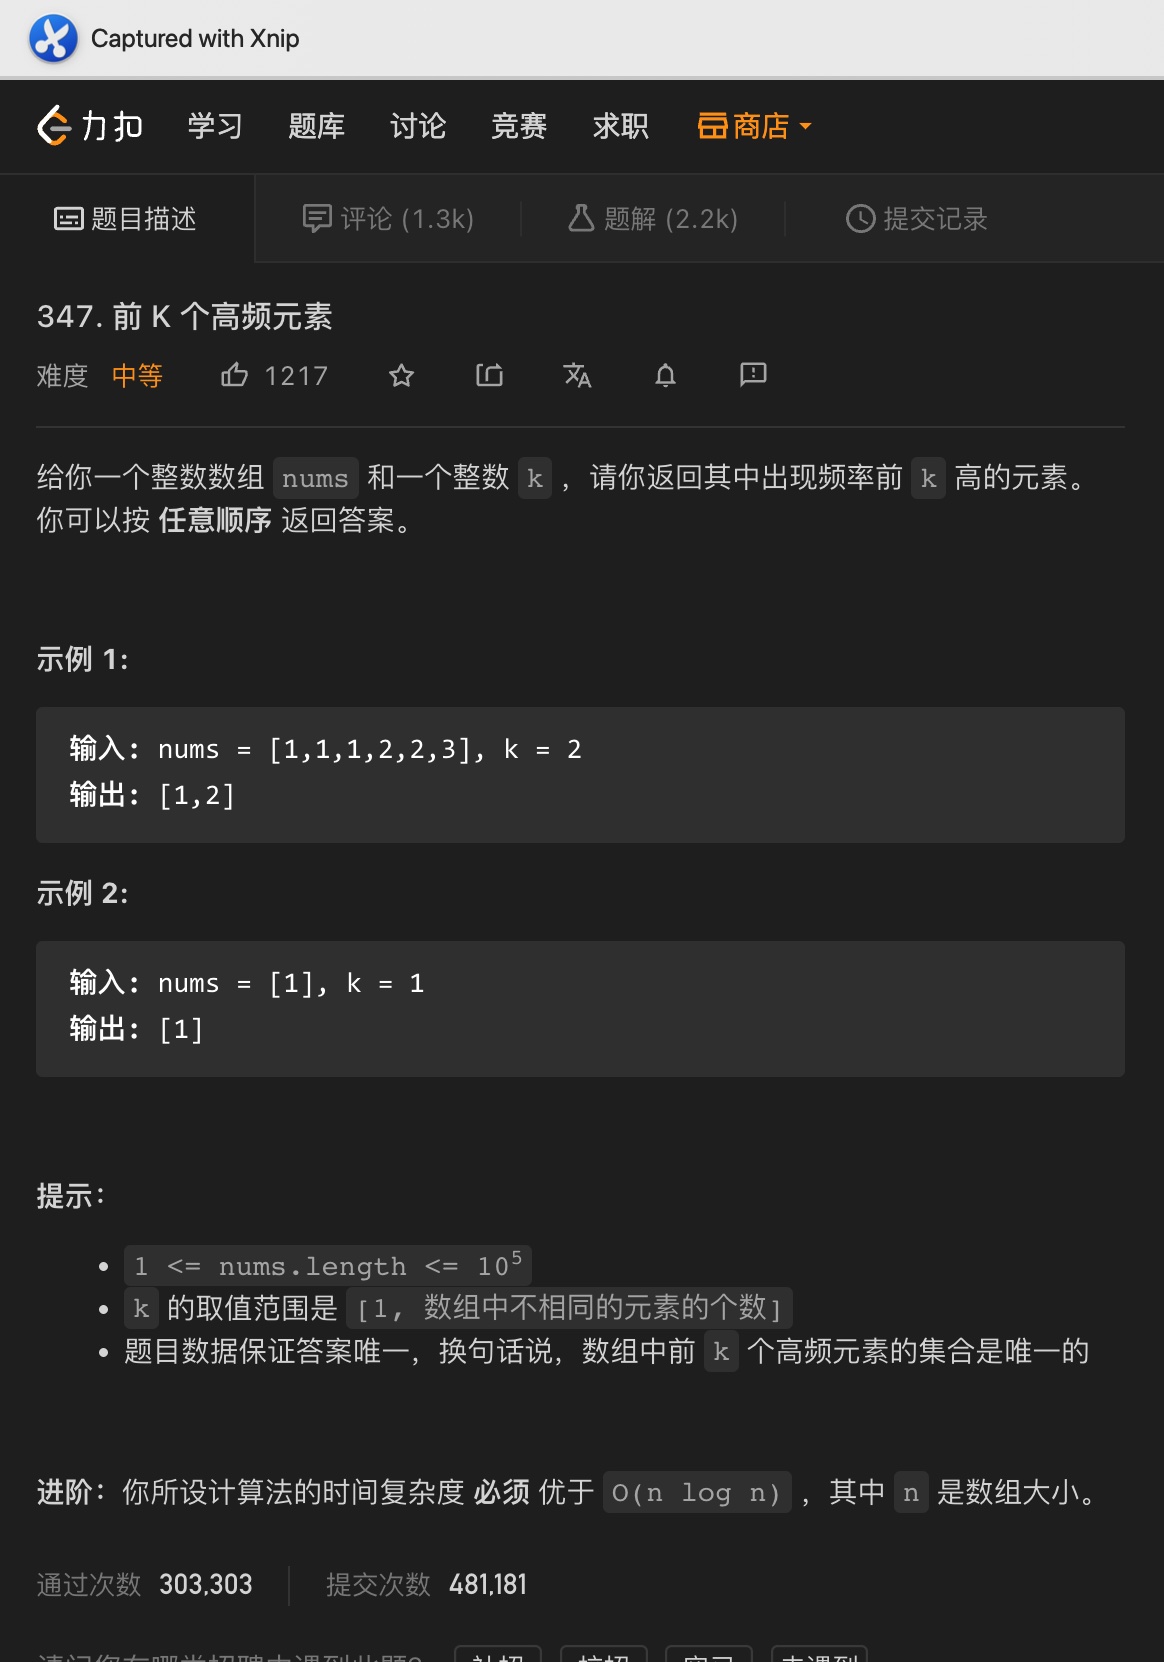 Captured with Xnip
力扣 学习 题库 讨论 竞赛 求职 商店
题目描述 评论 (1.3k) 题解 (2.2k) 提交记录
347. 前 K 个高频元素
难度 中等 1217
给你一个整数数组 nums 和一个整数 k ，请你返回其中出现频率前 k 高的元素。
你可以按 任意顺序 返回答案。
示例 1:
输入: nums = [1,1,1,2,2,3], k = 2
输出: [1,2]
示例 2:
输入: nums = [1], k = 1
输出: [1]
提示：
1 <= nums.length <= 10⁵
k 的取值范围是 [1, 数组中不相同的元素的个数]
题目数据保证答案唯一，换句话说，数组中前 k 个高频元素的集合是唯一的
进阶：你所设计算法的时间复杂度 必须 优于 O(n log n) ，其中 n 是数组大小。
通过次数 303,303 提交次数 481,181